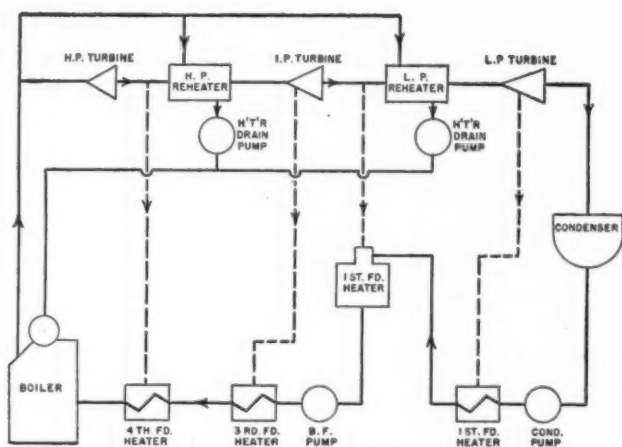 H.P. TURBINE
I.P. TURBINE
L.P TURBINE
H. P.
REHEATER
L. P.
REHEATER
H'T'R
DRAIN
PUMP
H'T'R
DRAIN
PUMP
CONDENSER
1 ST. FD.
HEATER
BOILER
4 TH. FD.
HEATER
3 RD. FD.
HEATER
B. F.
PUMP
1 ST. FD.
HEATER
COND.
PUMP